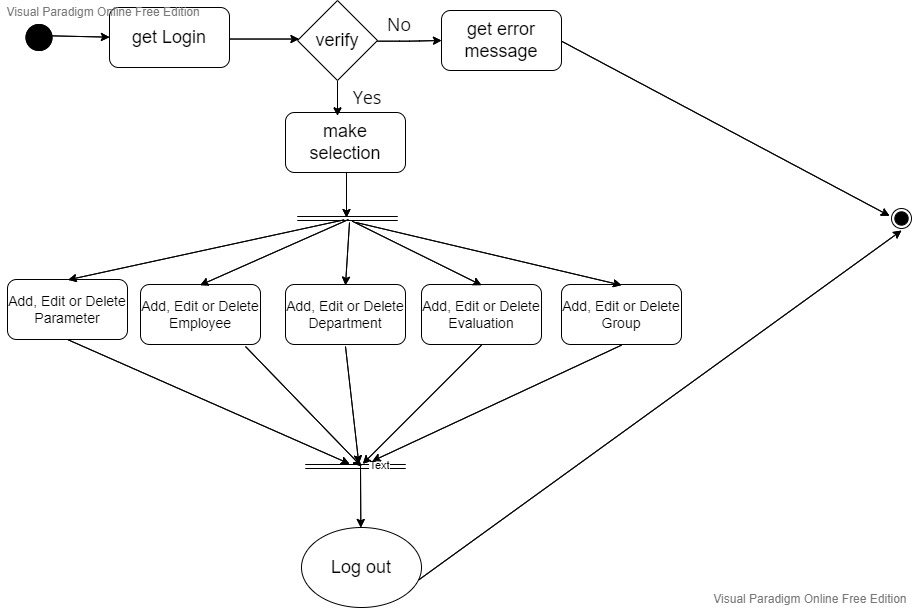 Visual Paradigm Online Free Edition
get Login
verify
No
get error
message
Yes
make
selection
Add, Edit or Delete
Parameter
Add, Edit or Delete
Employee
Add, Edit or Delete
Department
Add, Edit or Delete
Evaluation
Add, Edit or Delete
Group
Text
Log out
Visual Paradigm Online Free Edition